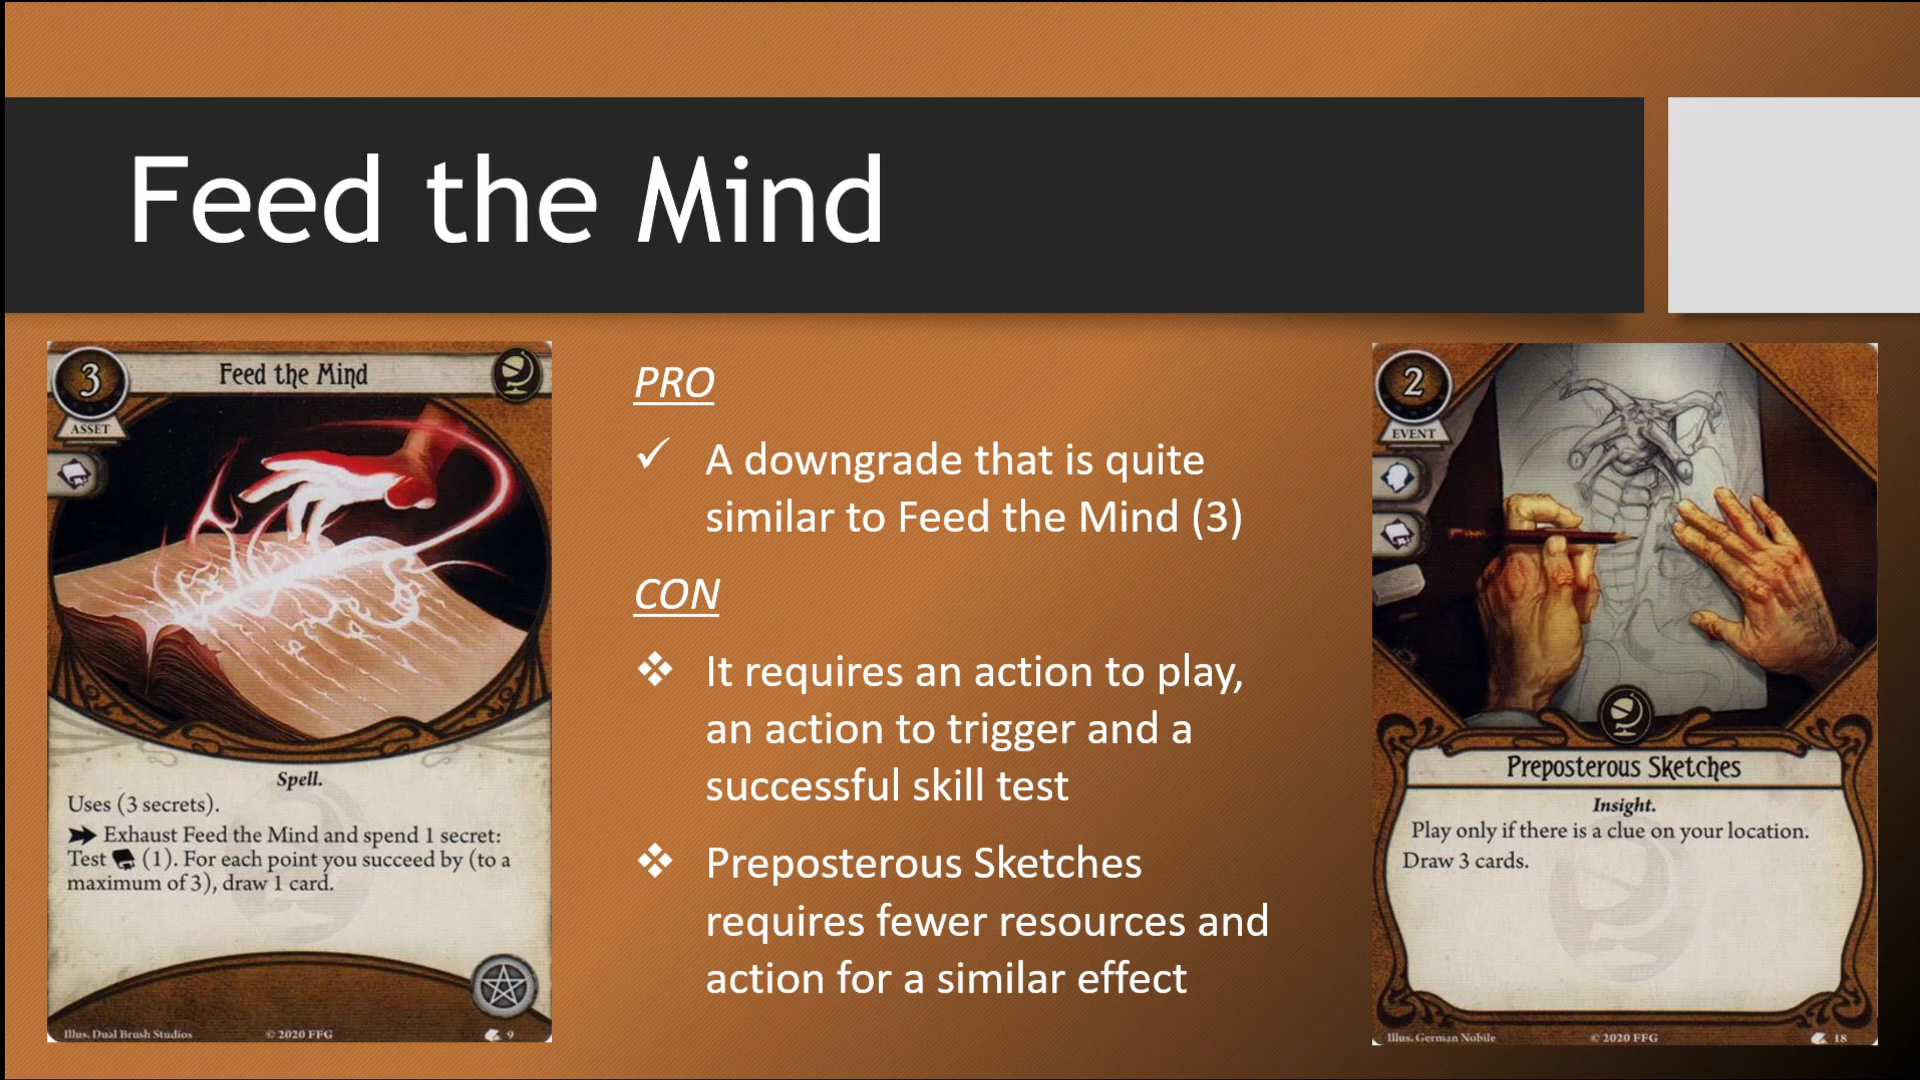 Feed the Mind
3
Feed the Mind
ASSET
Spell.
Uses (3 secrets).
Exhaust Feed the Mind and spend 1 secret:
Test (1). For each point you succeed by (to a
maximum of 3), draw 1 card.
Illus. Dual Brush Studios
© 2020 FFG
9
PRO
A downgrade that is quite
similar to Feed the Mind (3)
CON
It requires an action to play,
an action to trigger and a
successful skill test
Preposterous Sketches
requires fewer resources and
action for a similar effect
2
EVENT
Preposterous Sketches
Insight.
Play only if there is a clue on your location.
Draw 3 cards.
Illus. German Nobile
© 2020 FFG
18